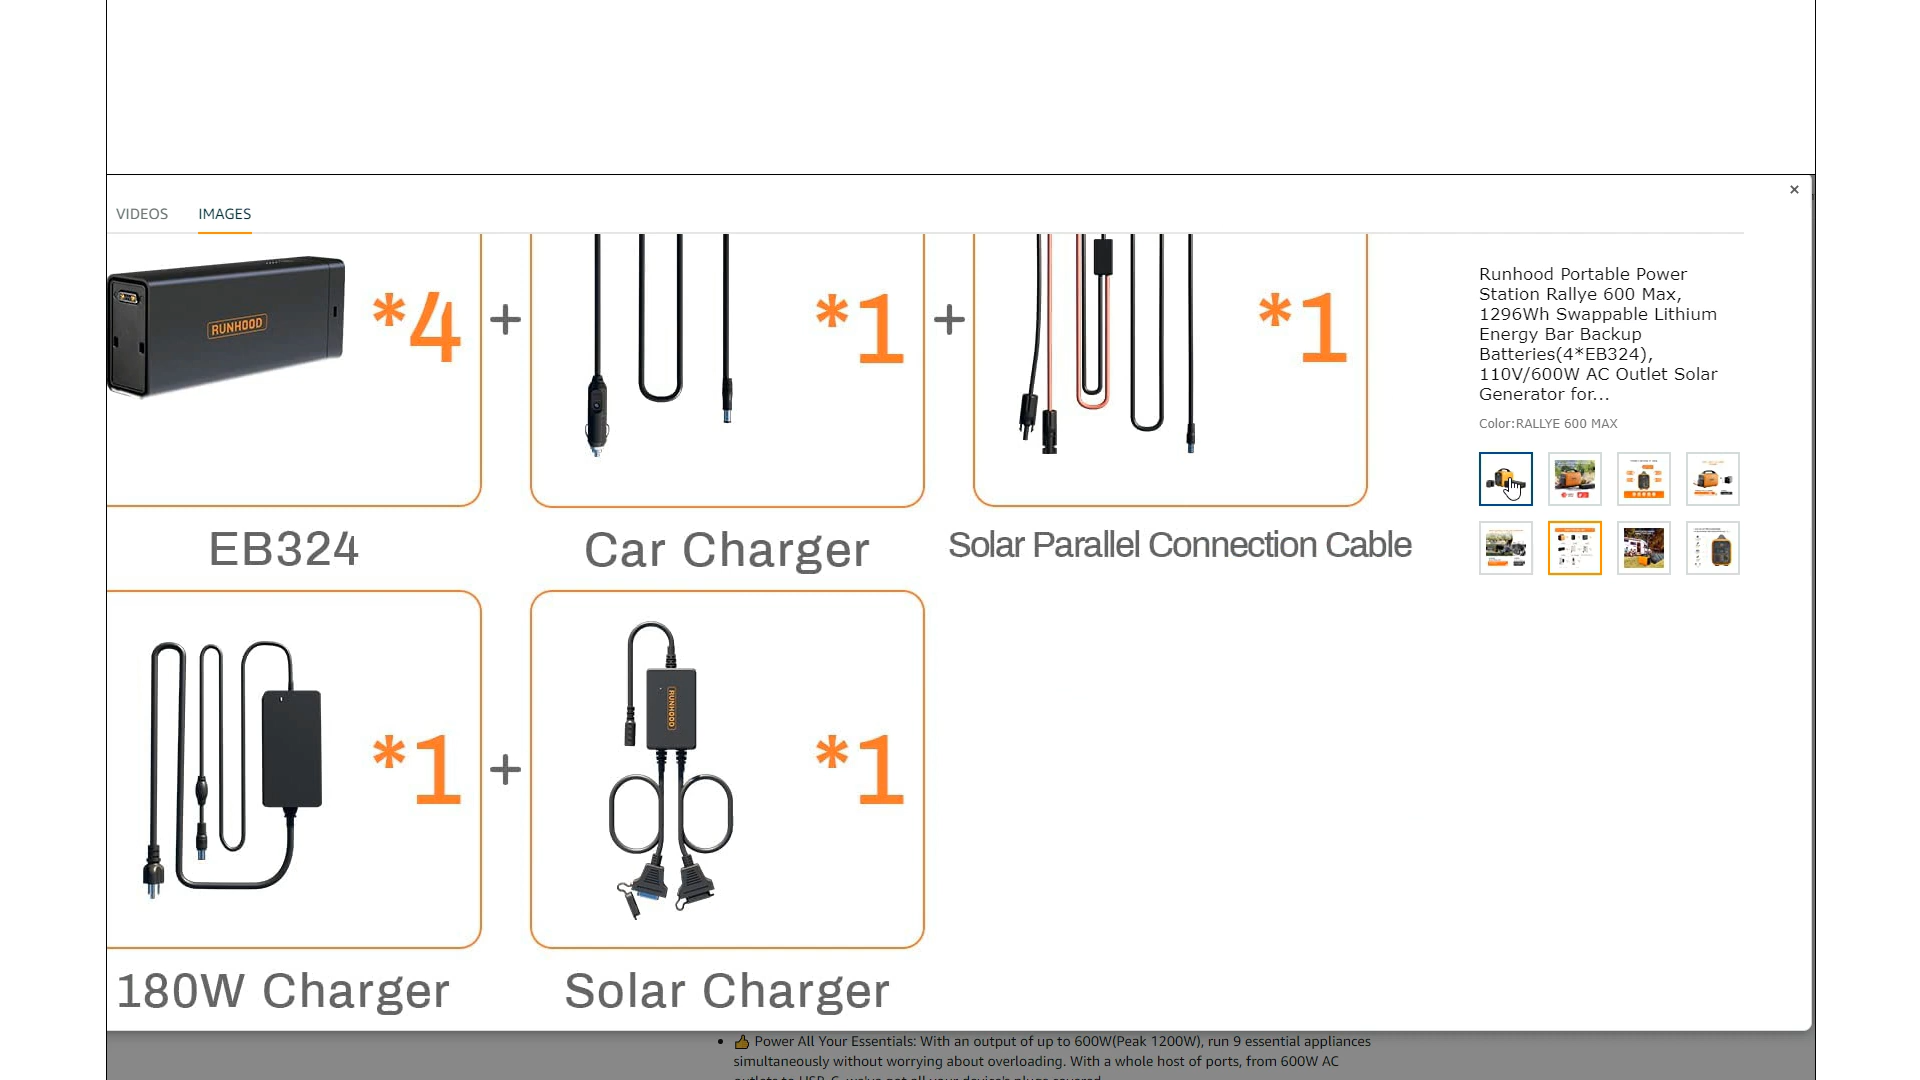 ×
VIDEOS IMAGES
RUNHOOD
*4 + *1 + *1
EB324 Car Charger Solar Parallel Connection Cable
RUNHOOD
*1 + *1
180W Charger Solar Charger
Runhood Portable Power
Station Rallye 600 Max,
1296Wh Swappable Lithium
Energy Bar Backup
Batteries(4*EB324),
110V/600W AC Outlet Solar
Generator for...
Color:RALLYE 600 MAX
• 👍 Power All Your Essentials: With an output of up to 600W(Peak 1200W), run 9 essential appliances
simultaneously without worrying about overloading. With a whole host of ports, from 600W AC